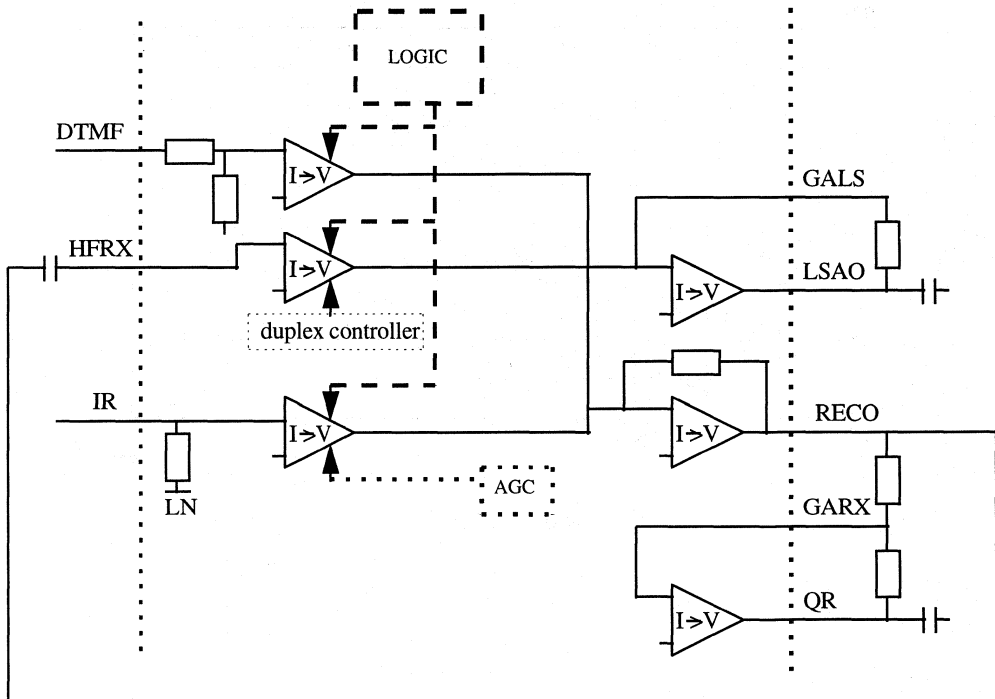 LOGIC
DTMF
I→V
GALS
HFRX
I→V
LSAO
I→V
duplex controller
IR
I→V
RECO
I→V
AGC
LN
GARX
I→V
QR